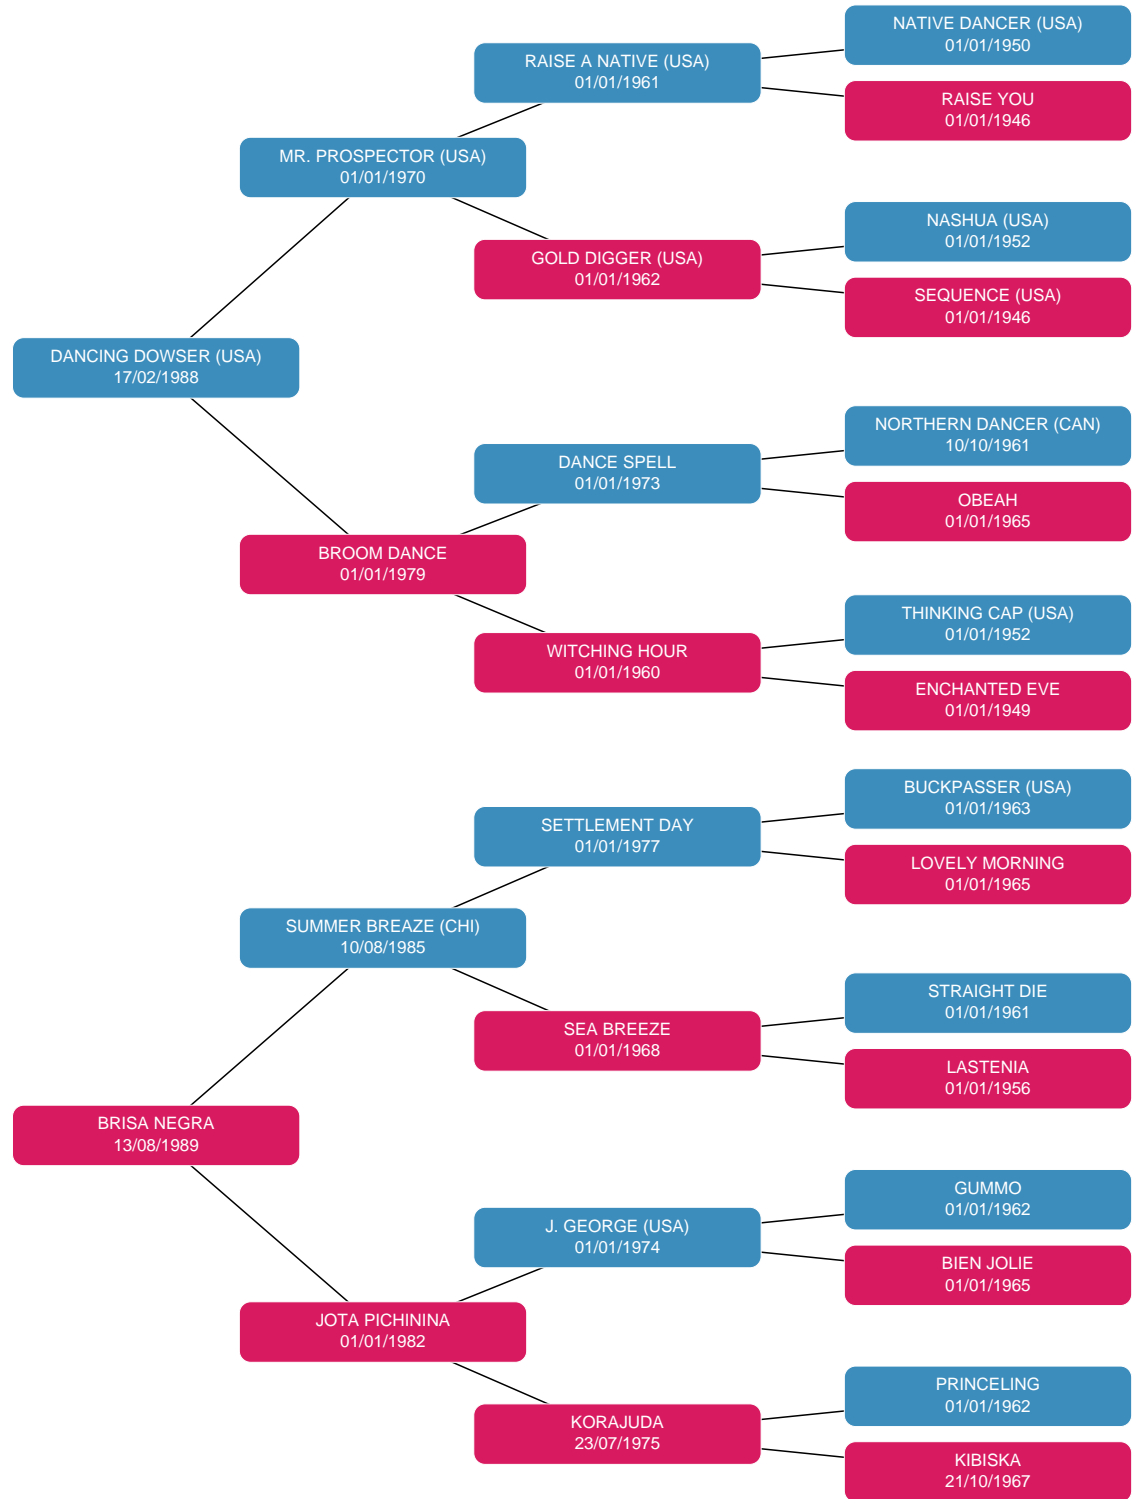 NATIVE DANCER (USA)
01/01/1950
RAISE A NATIVE (USA)
01/01/1961
RAISE YOU
01/01/1946
MR. PROSPECTOR (USA)
01/01/1970
NASHUA (USA)
01/01/1952
GOLD DIGGER (USA)
01/01/1962
SEQUENCE (USA)
01/01/1946
DANCING DOWSER (USA)
17/02/1988
NORTHERN DANCER (CAN)
10/10/1961
DANCE SPELL
01/01/1973
OBEAH
01/01/1965
BROOM DANCE
01/01/1979
THINKING CAP (USA)
01/01/1952
WITCHING HOUR
01/01/1960
ENCHANTED EVE
01/01/1949
BUCKPASSER (USA)
01/01/1963
SETTLEMENT DAY
01/01/1977
LOVELY MORNING
01/01/1965
SUMMER BREAZE (CHI)
10/08/1985
STRAIGHT DIE
01/01/1961
SEA BREEZE
01/01/1968
LASTENIA
01/01/1956
BRISA NEGRA
13/08/1989
GUMMO
01/01/1962
J. GEORGE (USA)
01/01/1974
BIEN JOLIE
01/01/1965
JOTA PICHININA
01/01/1982
PRINCELING
01/01/1962
KORAJUDA
23/07/1975
KIBISKA
21/10/1967